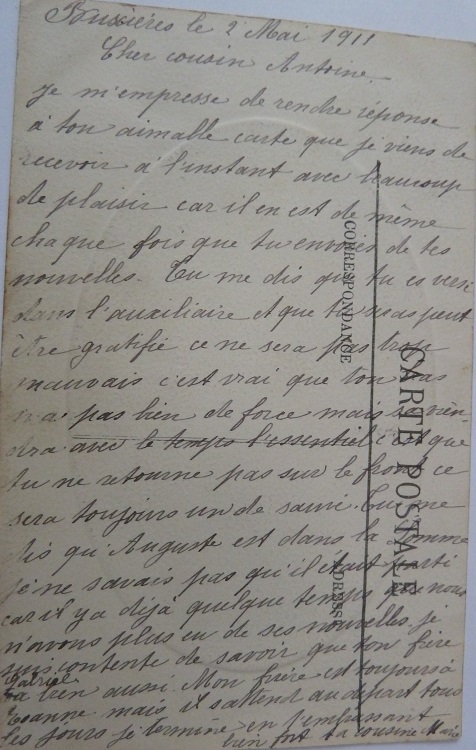 Bussières le 2 Mai 1911
Cher cousin Antoine.
je m'empresse de rendre réponse
à ton aimable carte que je viens de
recevoir à l'instant avec beaucoup
de plaisir car il en est de même
chaque fois que tu envoies de tes
nouvelles. Tu me dis que tu es versé
dans l'auxiliaire et que tu seras peut
être gratifié ce ne sera pas trop
mauvais c'est vrai que ton bras
n'a pas bien de force mais ça vien-
dra avec le temps l'essentiel c'est que
tu ne retourne pas sur le front ce
sera toujours un de sauvé. Tu me
dis qu'Auguste est dans la Somme
je ne savais pas qu'il était parti
car il y a déjà quelque temps que nous
n'avons plus eu de ses nouvelles. je
suis contente de savoir que ton frère
Gabriel
va bien aussi. Mon frère est toujours à
Roanne mais il s'attend au départ tous
les jours je termine en t'embrassant
bien fort ta cousine Marie
CORRESPONDANCE
CARTE POSTALE
ADRESSE